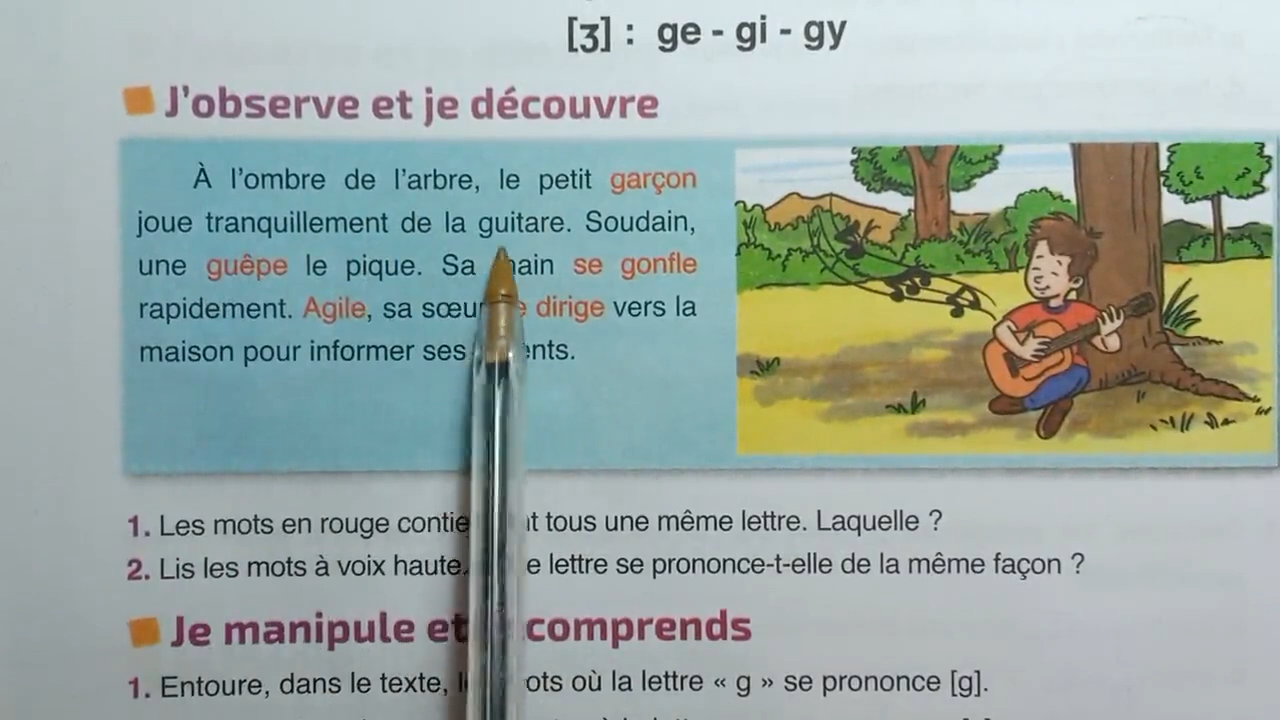 [ʒ] : ge - gi - gy
J'observe et je découvre
À l'ombre de l'arbre, le petit garçon
joue tranquillement de la guitare. Soudain,
une guêpe le pique. Sa main se gonfle
rapidement. Agile, sa sœur dirige vers la
maison pour informer ses
1. Les mots en rouge tous une même lettre. Laquelle ?
2. Lis les mots à voix haute. lettre se prononce-t-elle de la même façon ?
Je manipule et comprends
1. Entoure, dans le texte, où la lettre « g » se prononce [g].